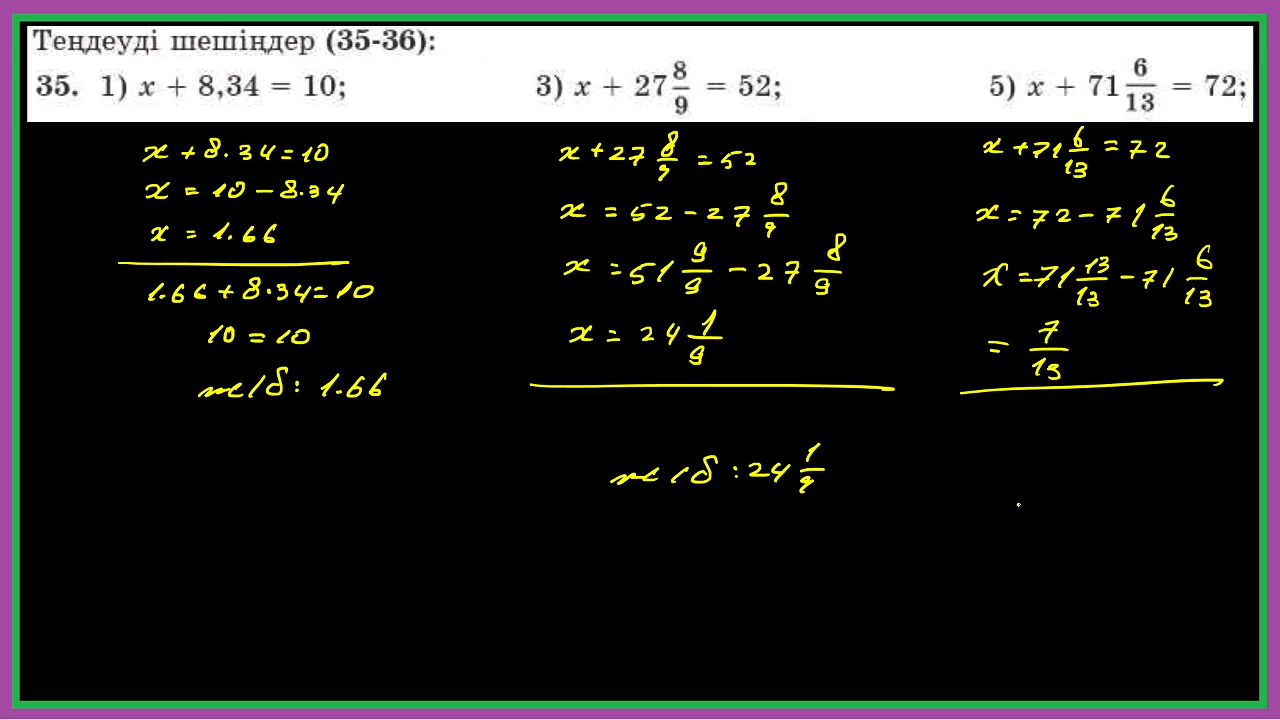 Теңдеуді шешіңдер (35-36):
35. 1) x + 8,34 = 10;
3) x + 27 8/9 = 52;
5) x + 71 6/13 = 72;
x + 8.34 = 10
x = 10 - 8.34
x = 1.66
1.66 + 8.34 = 10
10 = 10
ж/б: 1.66
x + 27 8/9 = 52
x = 52 - 27 8/9
x = 51 9/9 - 27 8/9
x = 24 1/9
ж/б: 24 1/9
x + 71 6/13 = 72
x = 72 - 71 6/13
x = 71 13/13 - 71 6/13
= 7/13